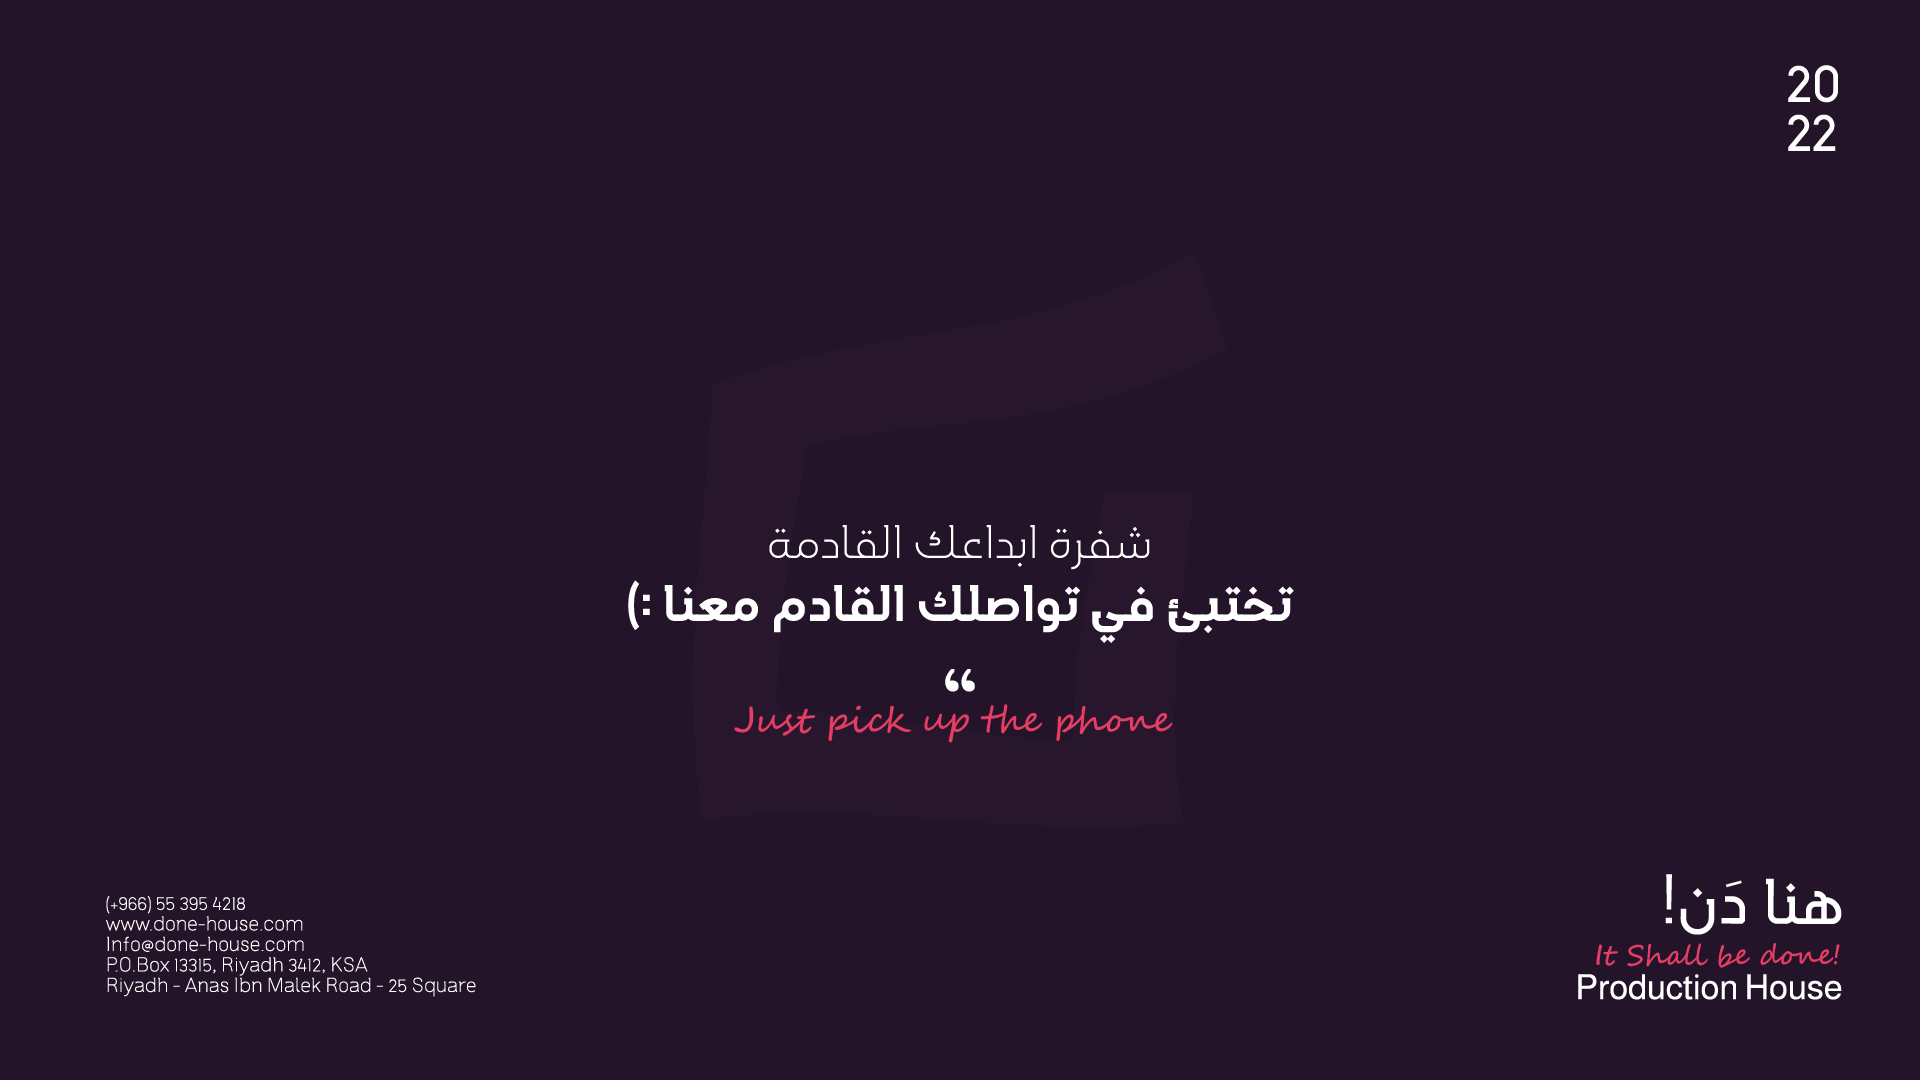 20
22
شفرة ابداعك القادمة
تختبئ في تواصلك القادم معنا :)
“
Just pick up the phone
(+966) 55 395 4218
www.done-house.com
Info@done-house.com
P.O.Box 13315, Riyadh 3412, KSA
Riyadh - Anas Ibn Malek Road - 25 Square
هنا دَن!
It Shall be done!
Production House